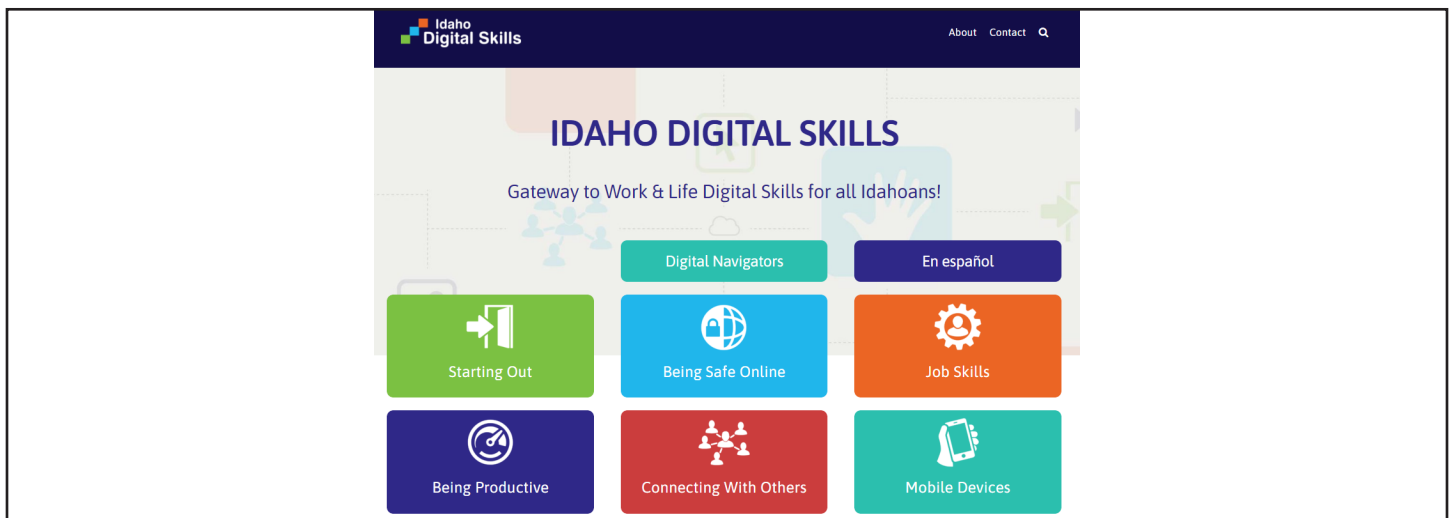 Idaho
Digital Skills
About Contact
IDAHO DIGITAL SKILLS
Gateway to Work & Life Digital Skills for all Idahoans!
Digital Navigators
En español
Starting Out
Being Safe Online
Job Skills
Being Productive
Connecting With Others
Mobile Devices